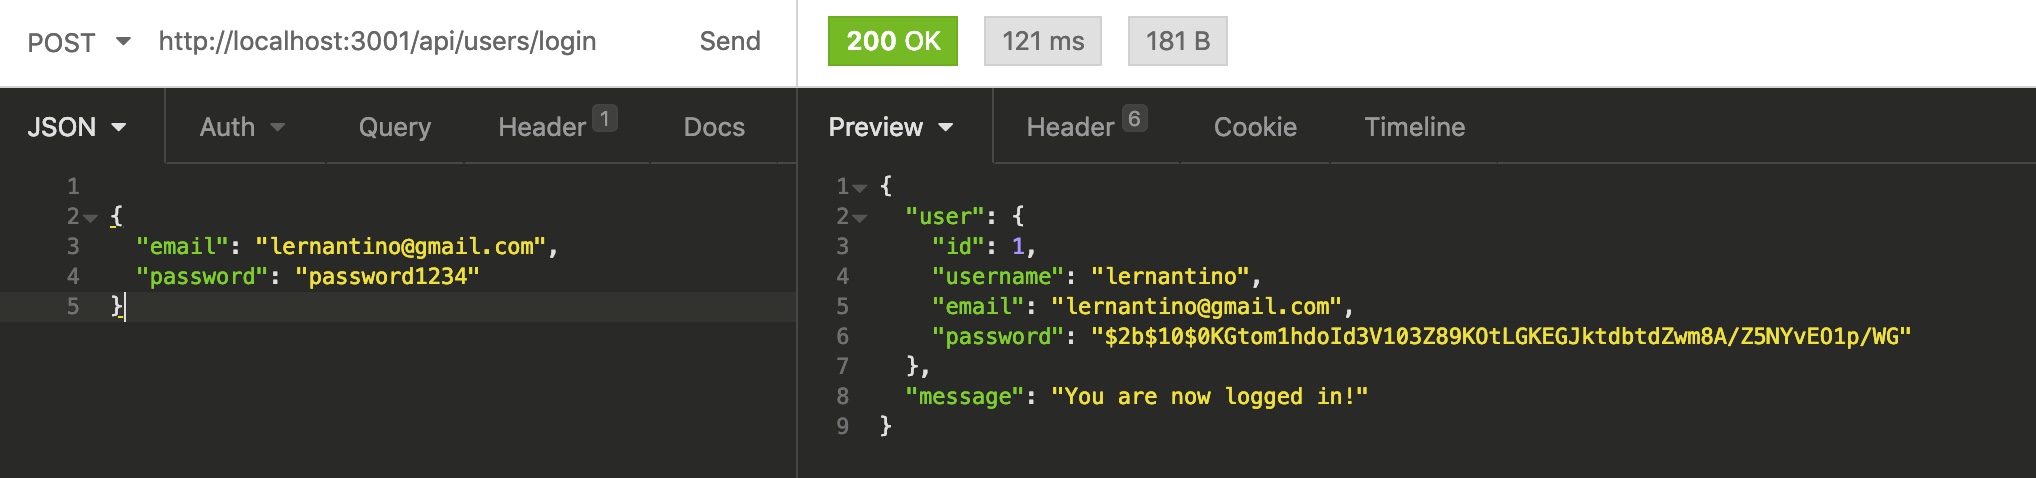 POST http://localhost:3001/api/users/login Send
200 OK 121 ms 181 B
JSON Auth Query Header 1 Docs
Preview Header 6 Cookie Timeline
1
2 {
3 "email": "lernantino@gmail.com",
4 "password": "password1234"
5 }
1 {
2 "user": {
3 "id": 1,
4 "username": "lernantino",
5 "email": "lernantino@gmail.com",
6 "password": "$2b$10$0KGtom1hdoId3V103Z89KOtLGKEGJktdbtdZwm8A/Z5NYvEO1p/WG"
7 },
8 "message": "You are now logged in!"
9 }